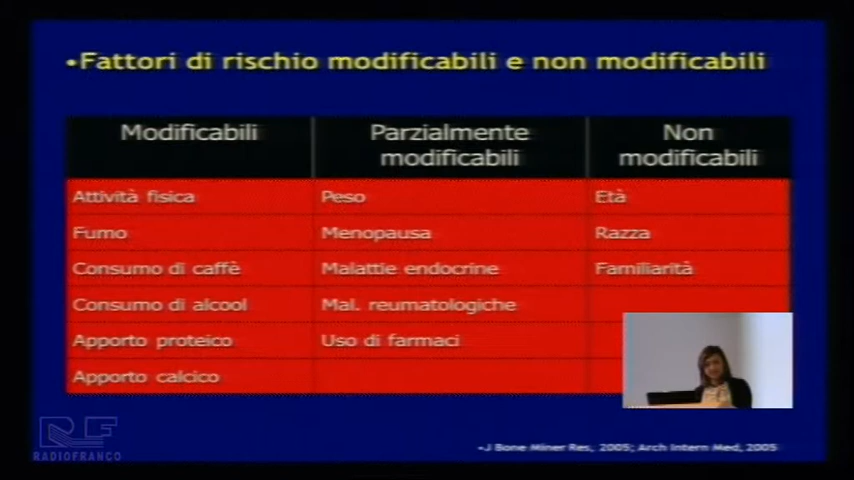 •Fattori di rischio modificabili e non modificabili
Modificabili
Parzialmente
modificabili
Non
modificabili
Attività fisica
Peso
Età
Fumo
Menopausa
Razza
Consumo di caffè
Malattie endocrine
Familiarità
Consumo di alcool
Mal. reumatologiche
Apporto proteico
Uso di farmaci
Apporto calcico
RF
RADIOFRANCO
•J Bone Miner Res, 2005; Arch Intern Med, 2005